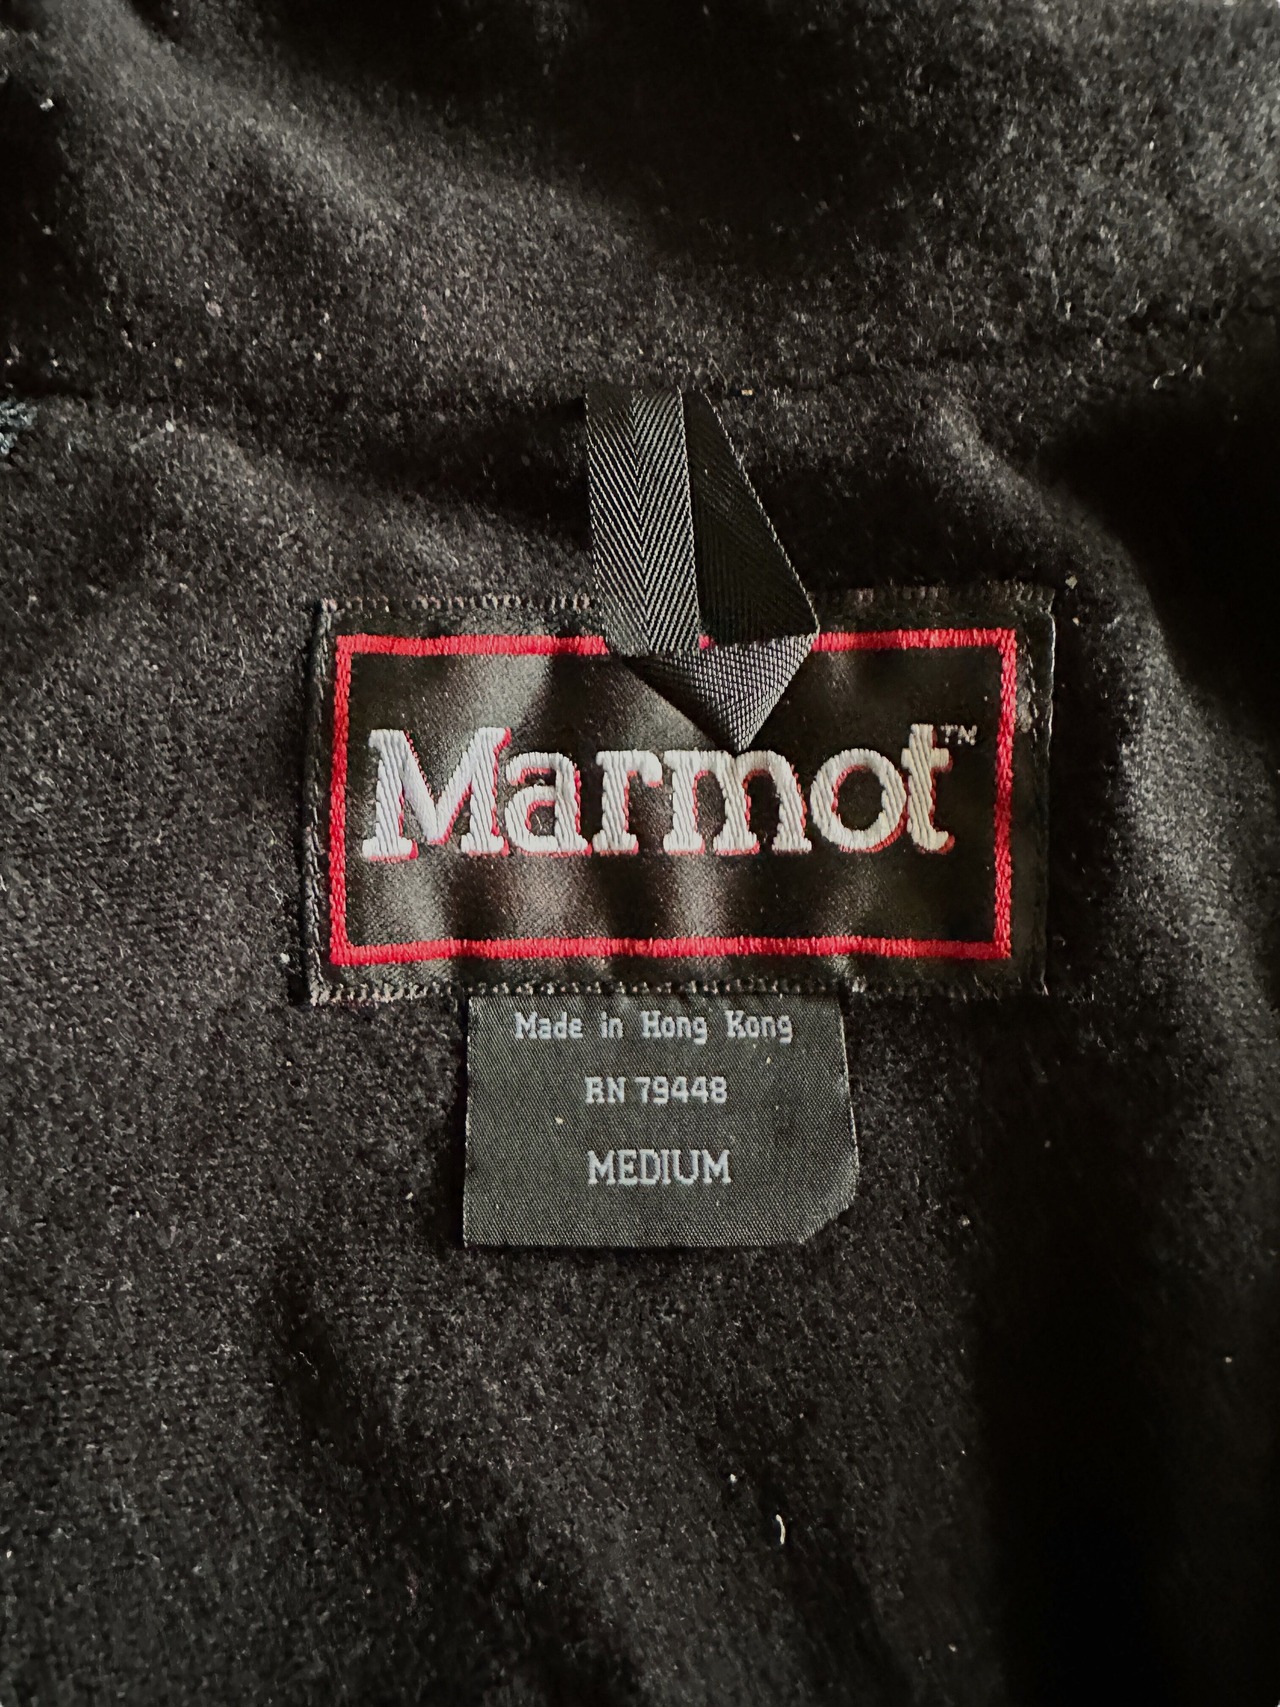 Marmot™
Made in Hong Kong
RN 79448
MEDIUM